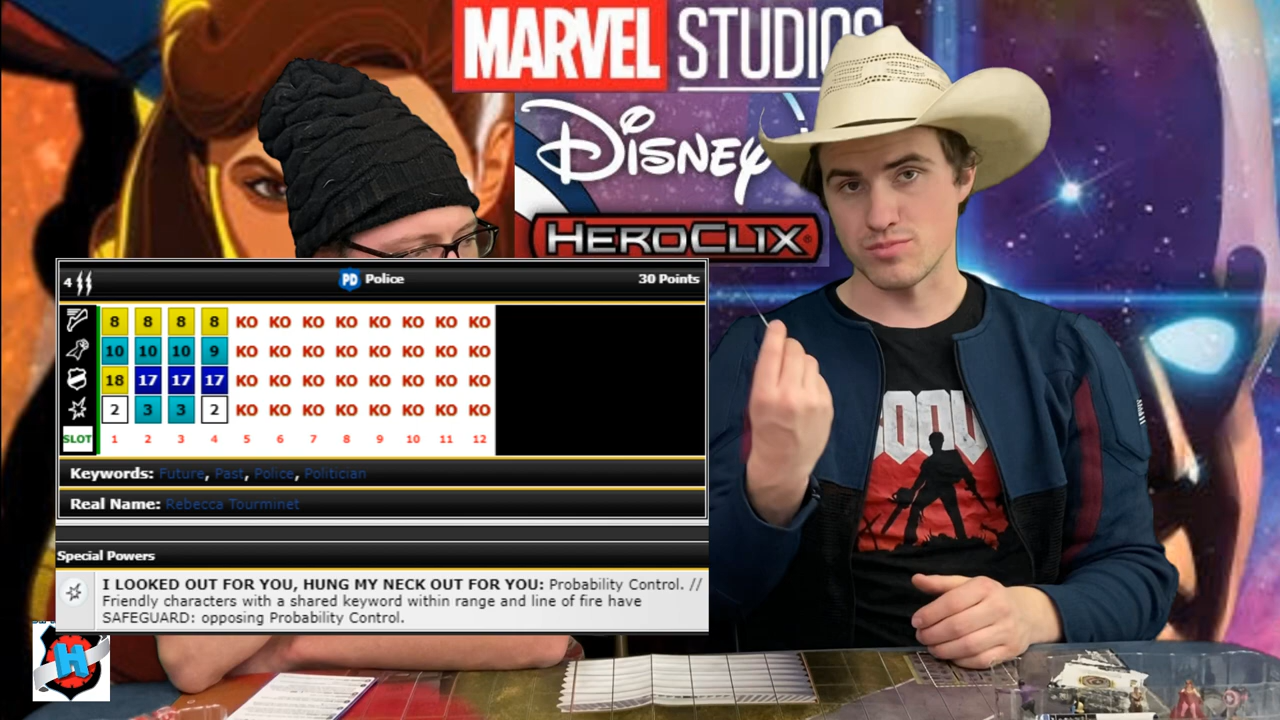 MARVEL STUDIOS
Disney
HEROCLIX
4 PD Police 30 Points
8 8 8 8 KO KO KO KO KO KO KO KO
10 10 10 9 KO KO KO KO KO KO KO KO
18 17 17 17 KO KO KO KO KO KO KO KO
2 3 3 2 KO KO KO KO KO KO KO KO
SLOT 1 2 3 4 5 6 7 8 9 10 11 12
Keywords: Future, Past, Police, Politician
Real Name: Rebecca Tourminet
Special Powers
I LOOKED OUT FOR YOU, HUNG MY NECK OUT FOR YOU: Probability Control. //
Friendly characters with a shared keyword within range and line of fire have
SAFEGUARD: opposing Probability Control.
H